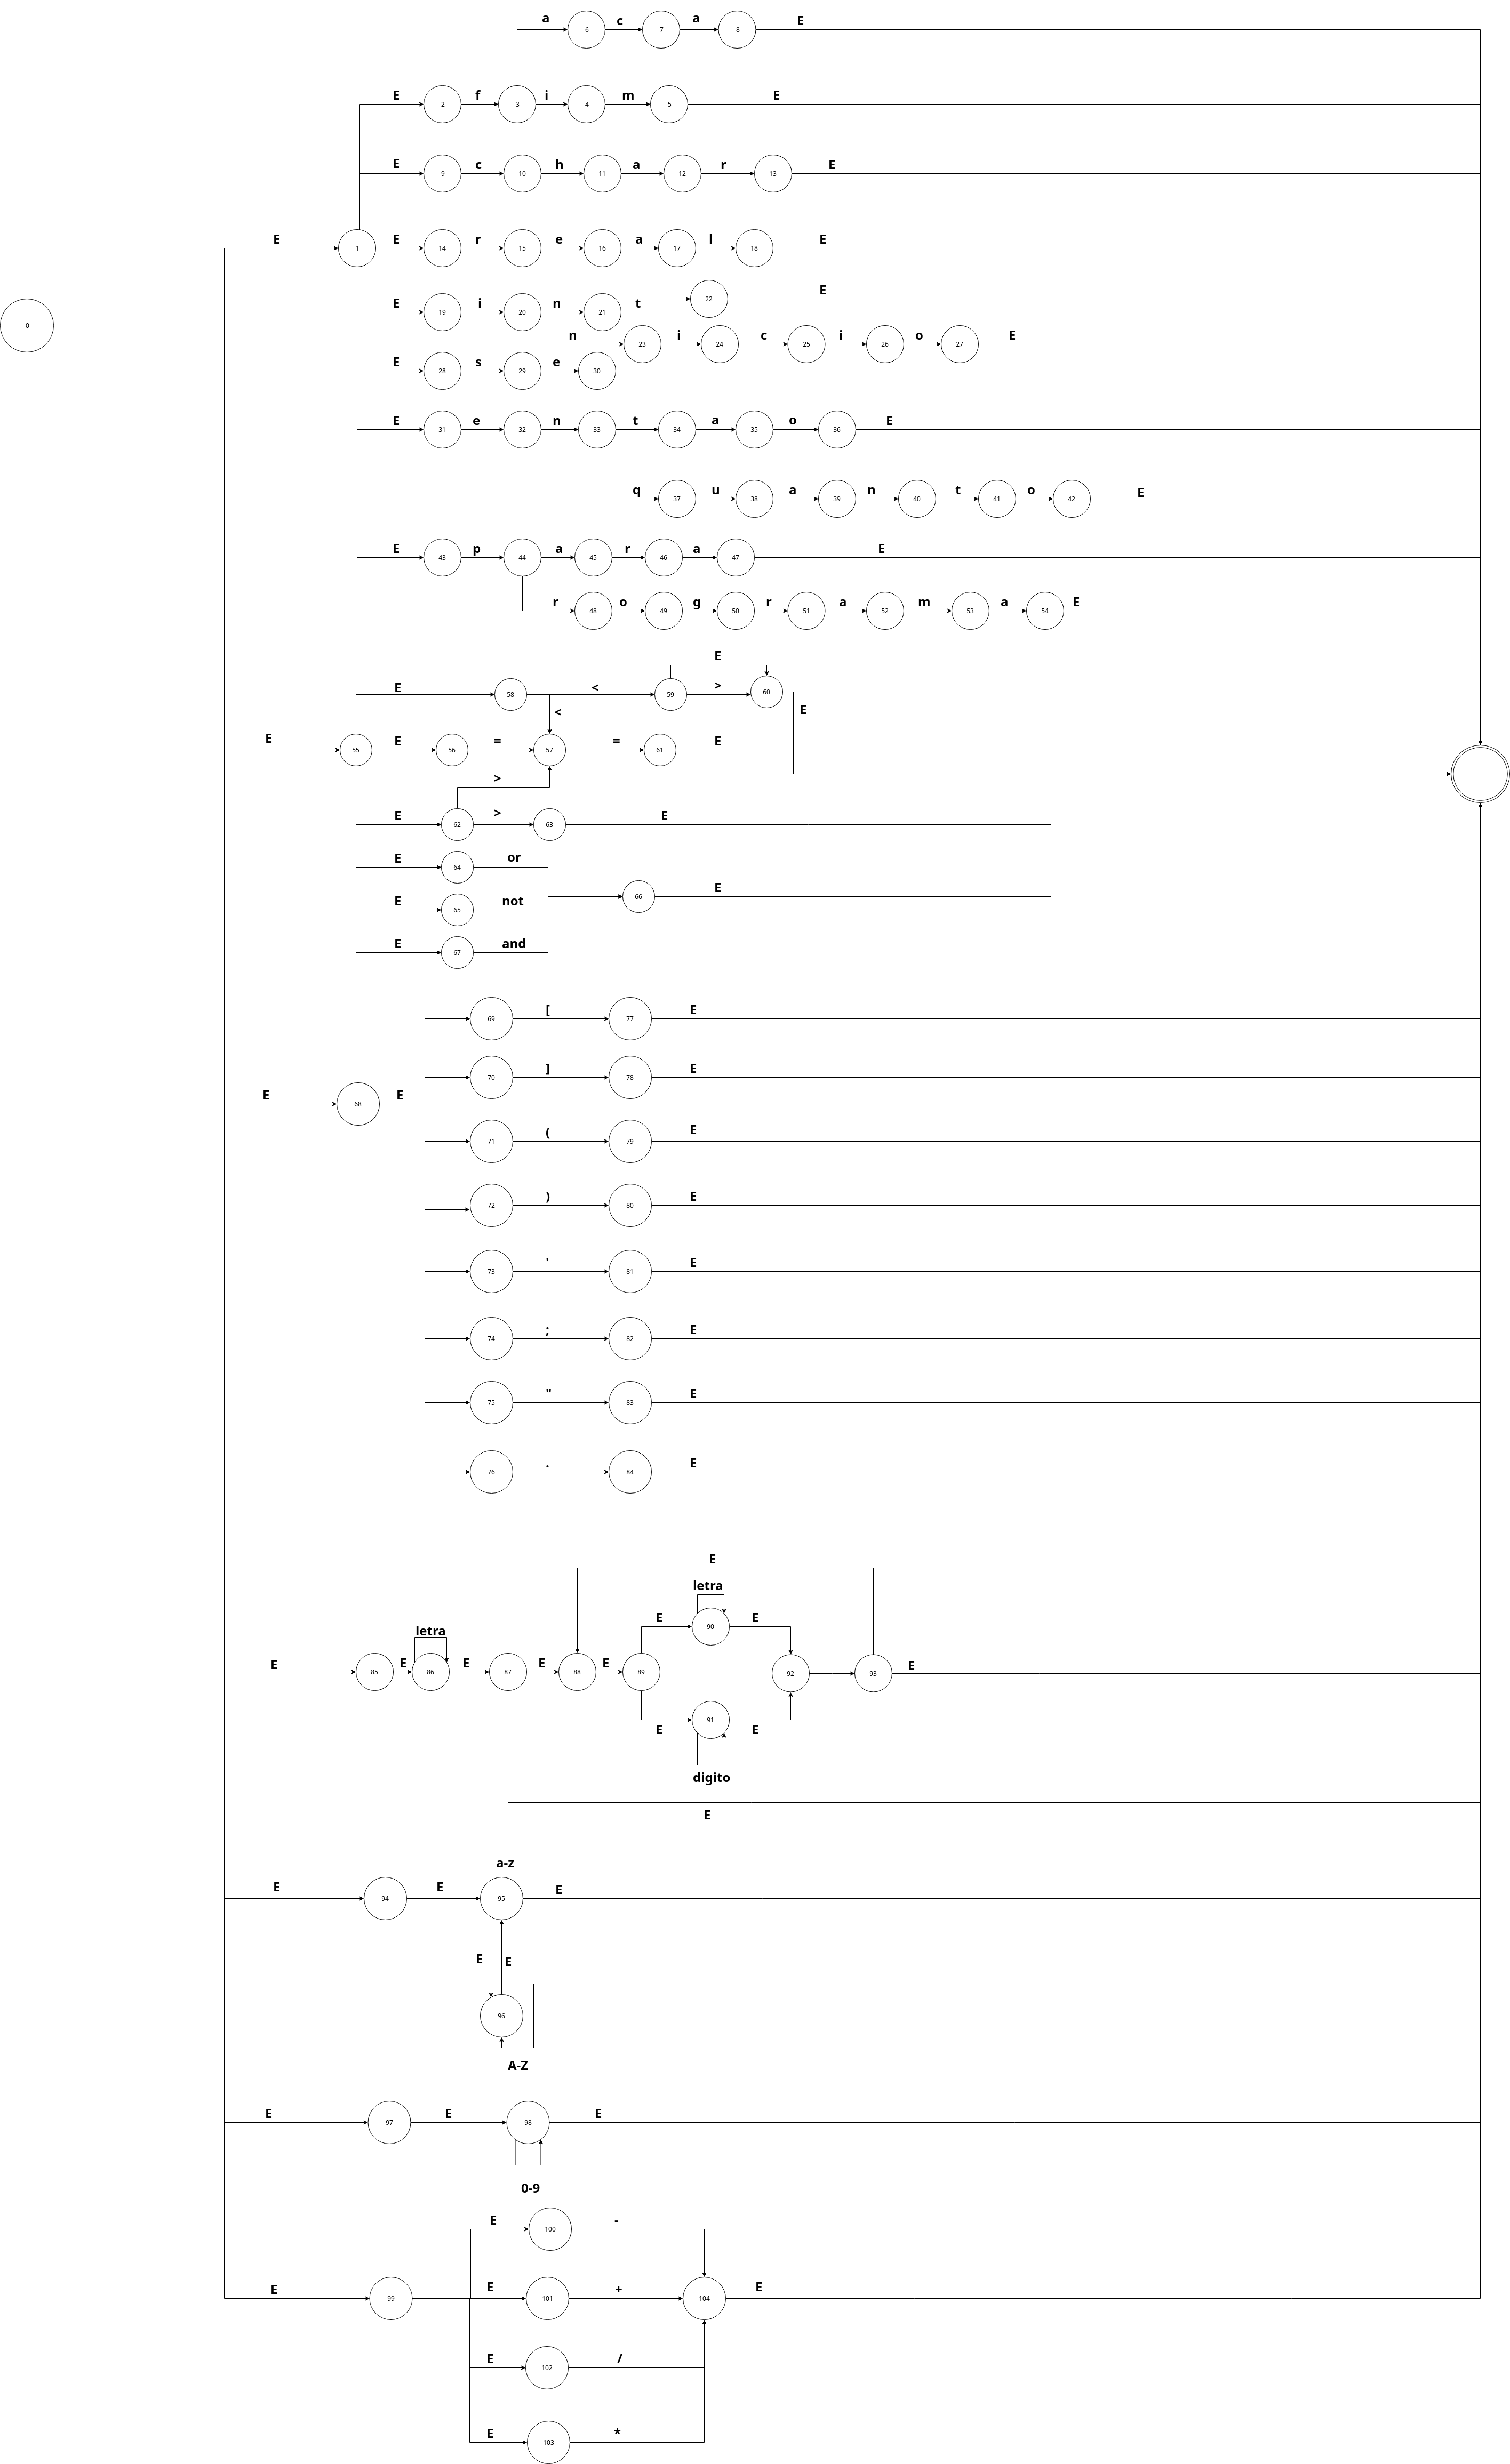 a c a E
6 7 8
E f i m E
2 3 4 5
E c h a r E
9 10 11 12 13
E E r e a l E
1 14 15 16 17 18
E i n t E
19 20 21 22
0
n i c i o E
23 24 25 26 27
E s e
28 29 30
E e n t a o E
31 32 33 34 35 36
q u a n t o E
37 38 39 40 41 42
E p a r a E
43 44 45 46 47
r o g r a m a E
48 49 50 51 52 53 54
E
E < > E
58 59 60
<
E E = = E
55 56 57 61
>
E > E
62 63
E or
64
E
66
E not
65
E and
67
[ E
69 77
] E
70 78
E E
68
( E
71 79
) E
72 80
' E
73 81
; E
74 82
" E
75 83
. E
76 84
E
letra
E E
90
letra
E E E E E E
85 86 87 88 89 92 93
91
E E
digito
E
a-z
E E E
94 95
E E
96
A-Z
E E E
97 98
0-9
E -
100
E E + E
99 101 104
E /
102
E *
103